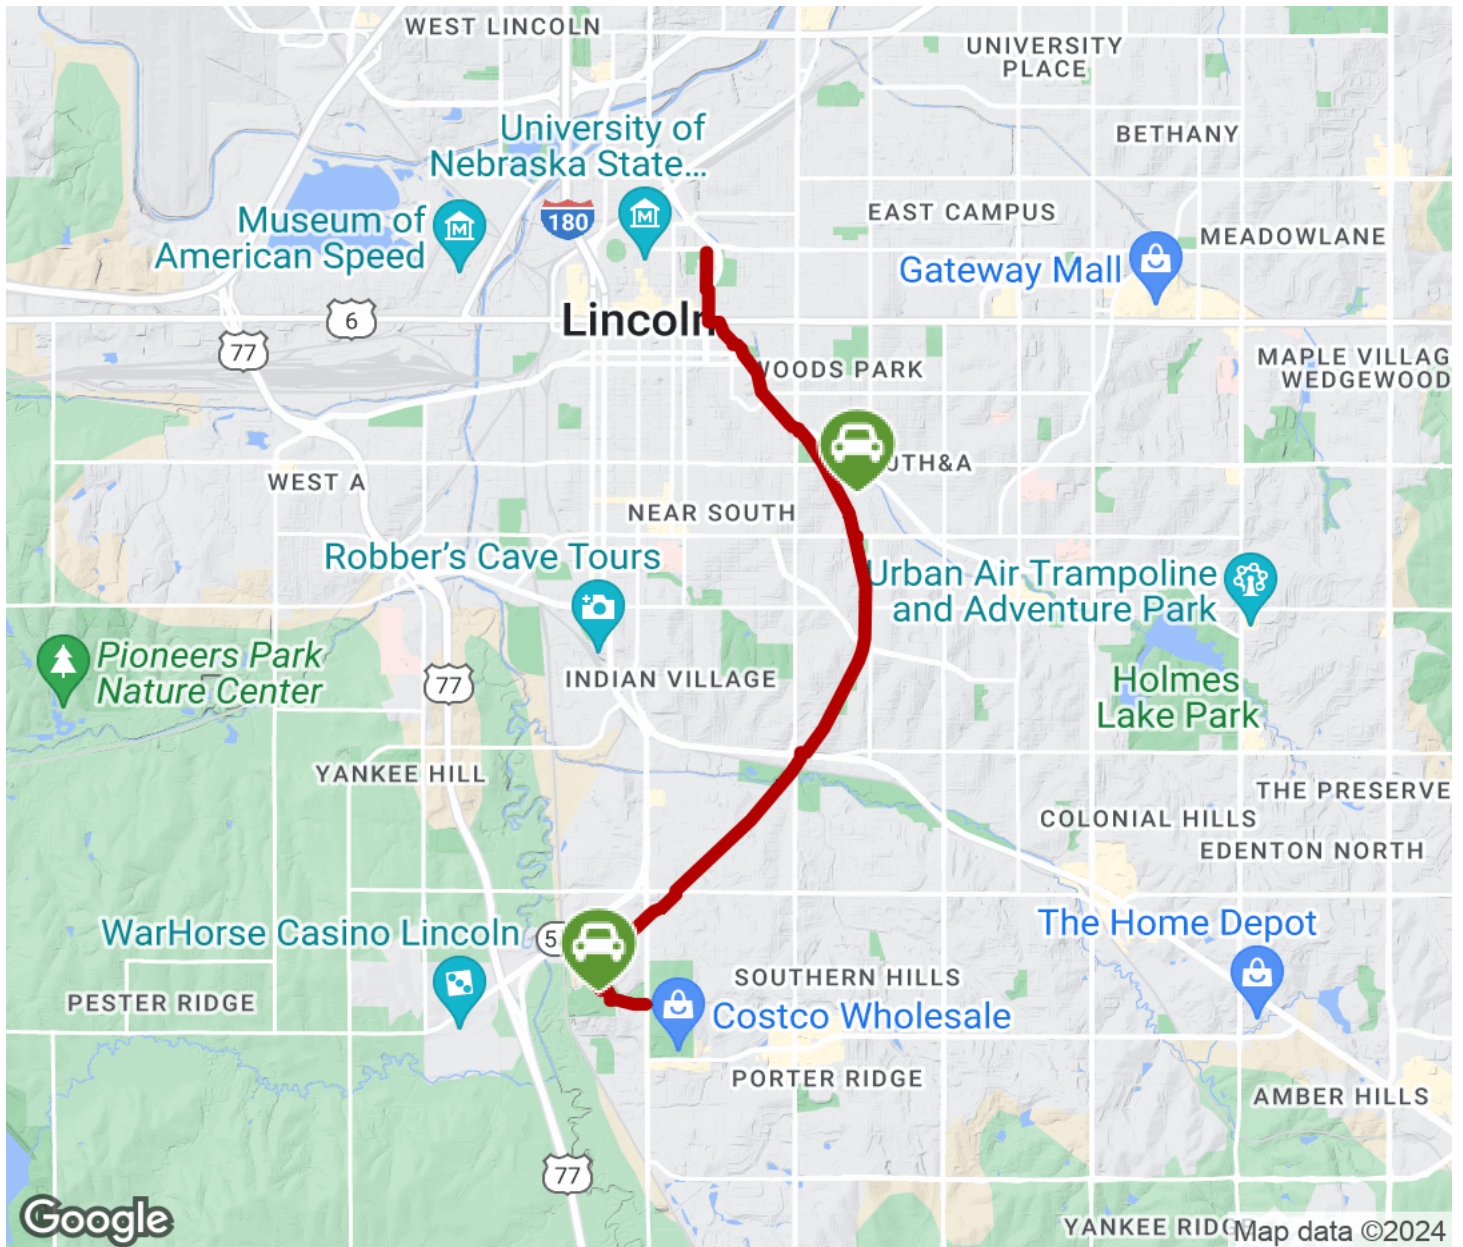 WEST LINCOLN
UNIVERSITY
PLACE
University of
Nebraska State...
BETHANY
180
EAST CAMPUS
Museum of
American Speed
MEADOWLANE
Gateway Mall
6
Lincoln
77
WOODS PARK
MAPLE VILLAG
WEDGEWOOD
UTH&A
WEST A
NEAR SOUTH
Robber's Cave Tours
Urban Air Trampoline
and Adventure Park
Pioneers Park
Nature Center
77
INDIAN VILLAGE
Holmes
Lake Park
YANKEE HILL
THE PRESERVE
COLONIAL HILLS
EDENTON NORTH
WarHorse Casino Lincoln
5
The Home Depot
SOUTHERN HILLS
PESTER RIDGE
Costco Wholesale
PORTER RIDGE
AMBER HILLS
77
Google
YANKEE RIDG
Map data ©2024